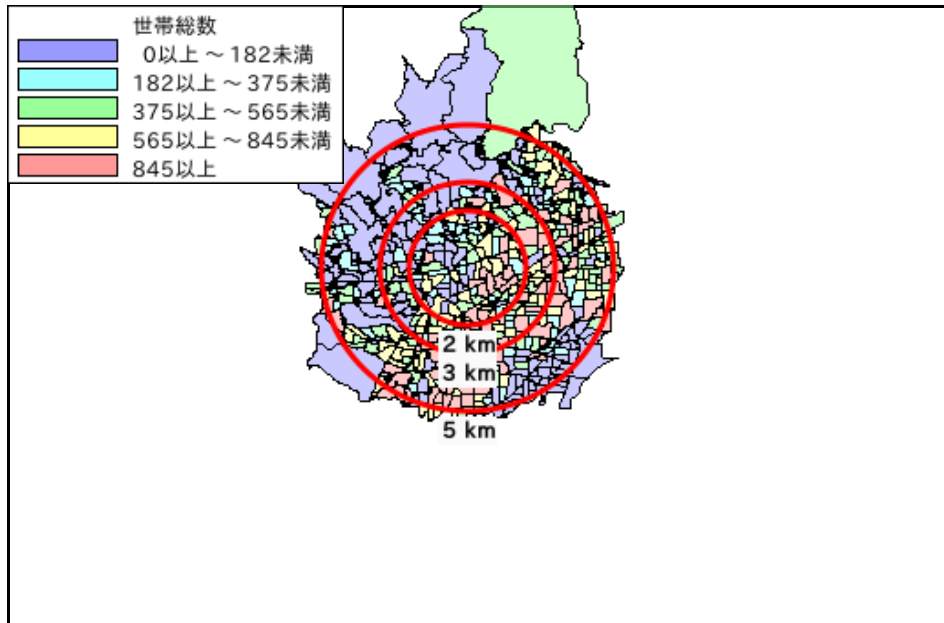 世帯総数
0以上 ～ 182未満
182以上 ～ 375未満
375以上 ～ 565未満
565以上 ～ 845未満
845以上
2 km
3 km
5 km